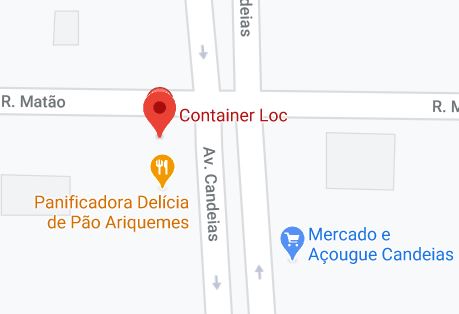 deias
R. Matão
Container Loc
R. M
Av. Candeias
Panificadora Delícia
de Pão Ariquemes
Mercado e
Açougue Candeias